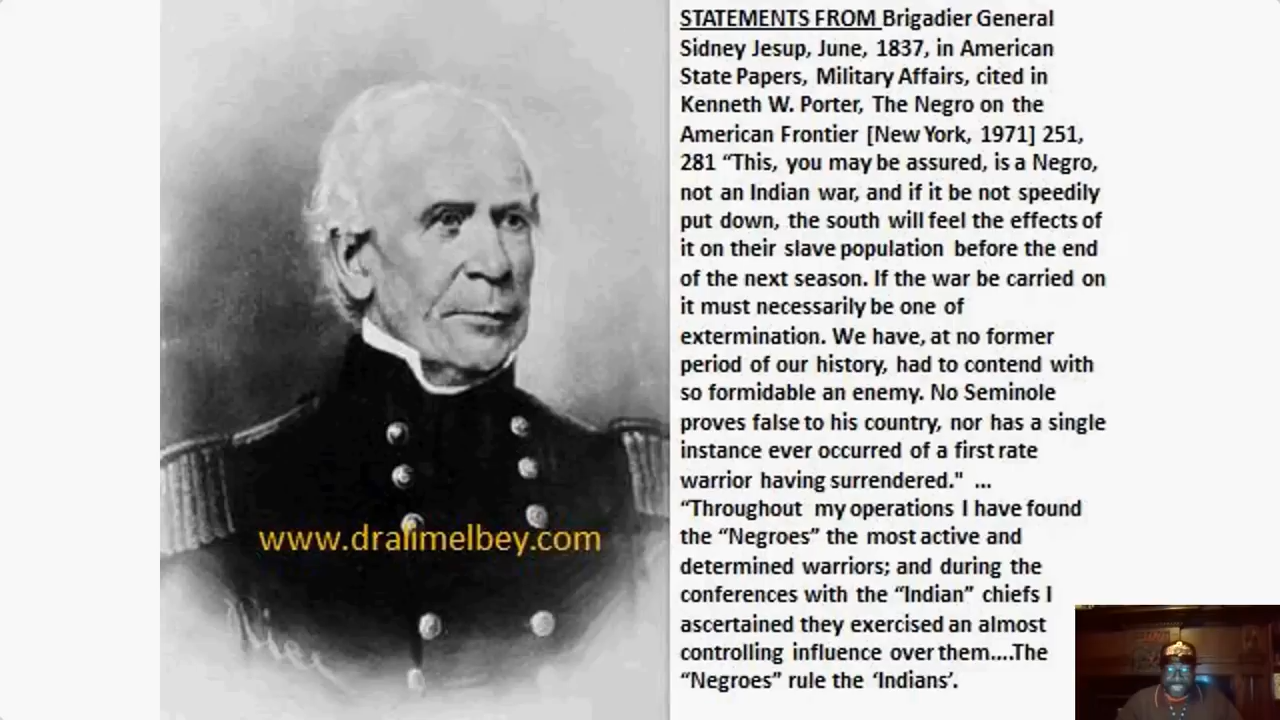 STATEMENTS FROM Brigadier General
Sidney Jesup, June, 1837, in American
State Papers, Military Affairs, cited in
Kenneth W. Porter, The Negro on the
American Frontier [New York, 1971] 251,
281 “This, you may be assured, is a Negro,
not an Indian war, and if it be not speedily
put down, the south will feel the effects of
it on their slave population before the end
of the next season. If the war be carried on
it must necessarily be one of
extermination. We have, at no former
period of our history, had to contend with
so formidable an enemy. No Seminole
proves false to his country, nor has a single
instance ever occurred of a first rate
warrior having surrendered." ...
“Throughout my operations I have found
the “Negroes” the most active and
determined warriors; and during the
conferences with the “Indian” chiefs I
ascertained they exercised an almost
controlling influence over them....The
“Negroes” rule the ‘Indians’.
www.dralimelbey.com